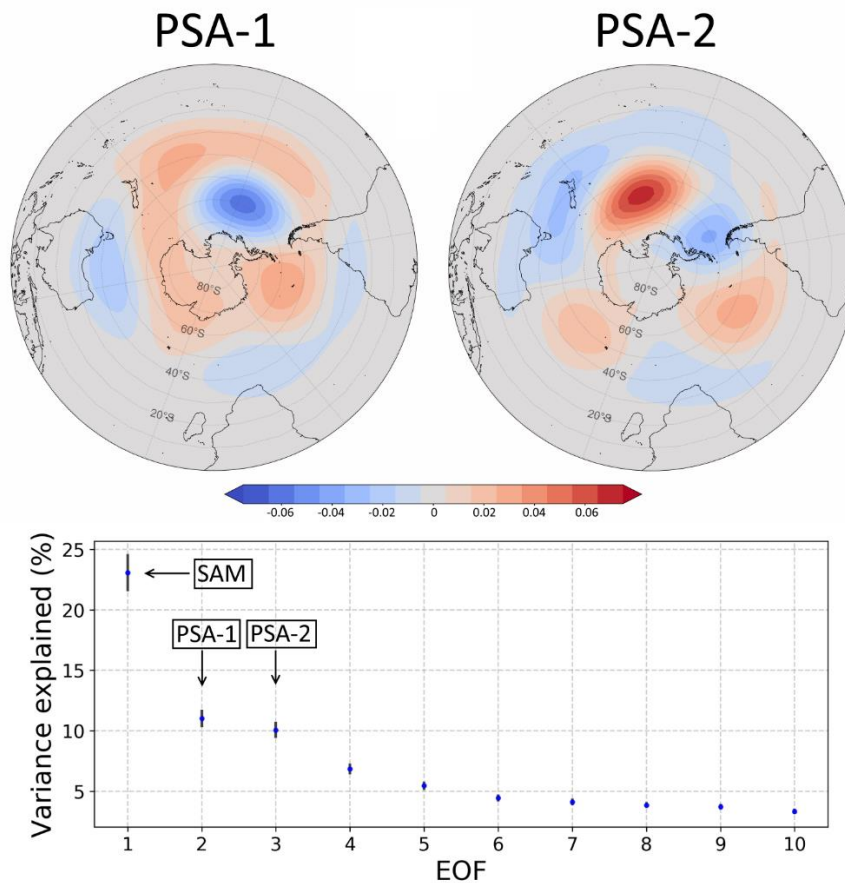 PSA-1 PSA-2
80°S 80°S
60°S 60°S
40°S 40°S
20°S 20°S
-0.06 -0.04 -0.02 0 0.02 0.04 0.06
Variance explained (%)
25
20
15
10
5
SAM
PSA-1 PSA-2
1 2 3 4 5 6 7 8 9 10
EOF